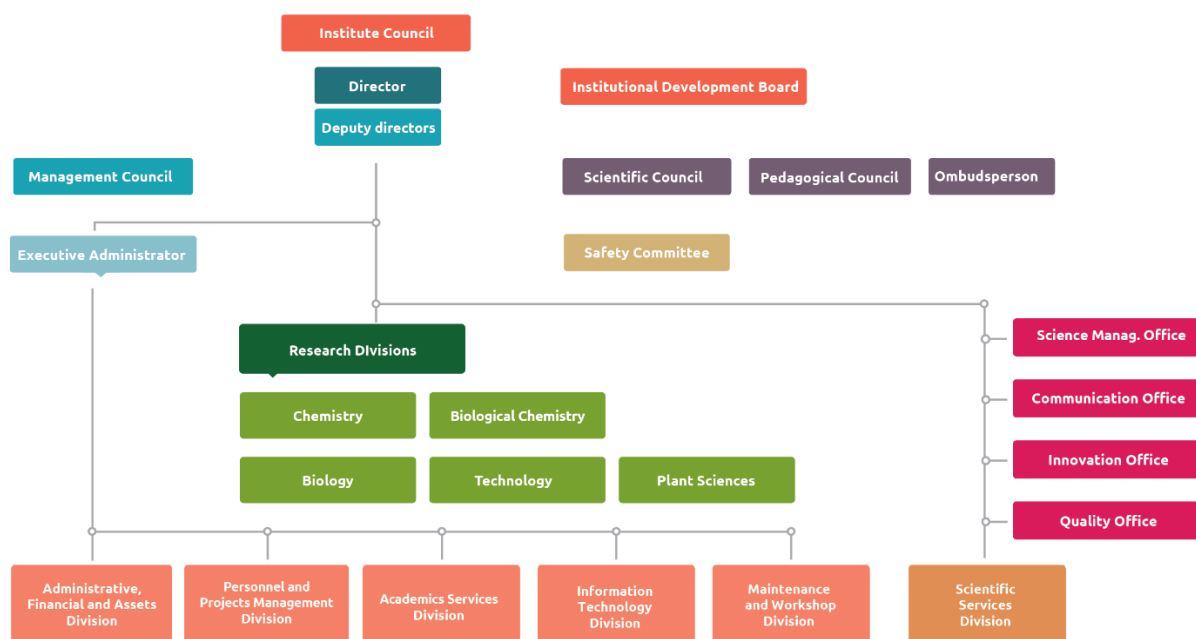 Institute Council
Director
Institutional Development Board
Deputy directors
Management Council
Scientific Council
Pedagogical Council
Ombudsperson
Executive Administrator
Safety Committee
Science Manag. Office
Research DIvisions
Communication Office
Chemistry
Biological Chemistry
Innovation Office
Biology
Technology
Plant Sciences
Quality Office
Administrative,
Financial and Assets
Division
Personnel and
Projects Management
Division
Academics Services
Division
Information
Technology
Division
Maintenance
and Workshop
Division
Scientific
Services
Division